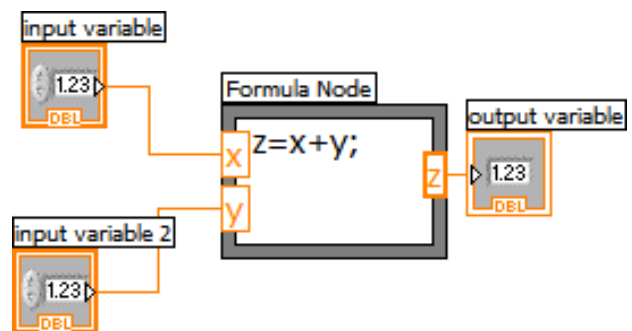 input variable
1.23
DBL
Formula Node
z=x+y;
x
y
z
output variable
1.23
DBL
input variable 2
1.23
DBL